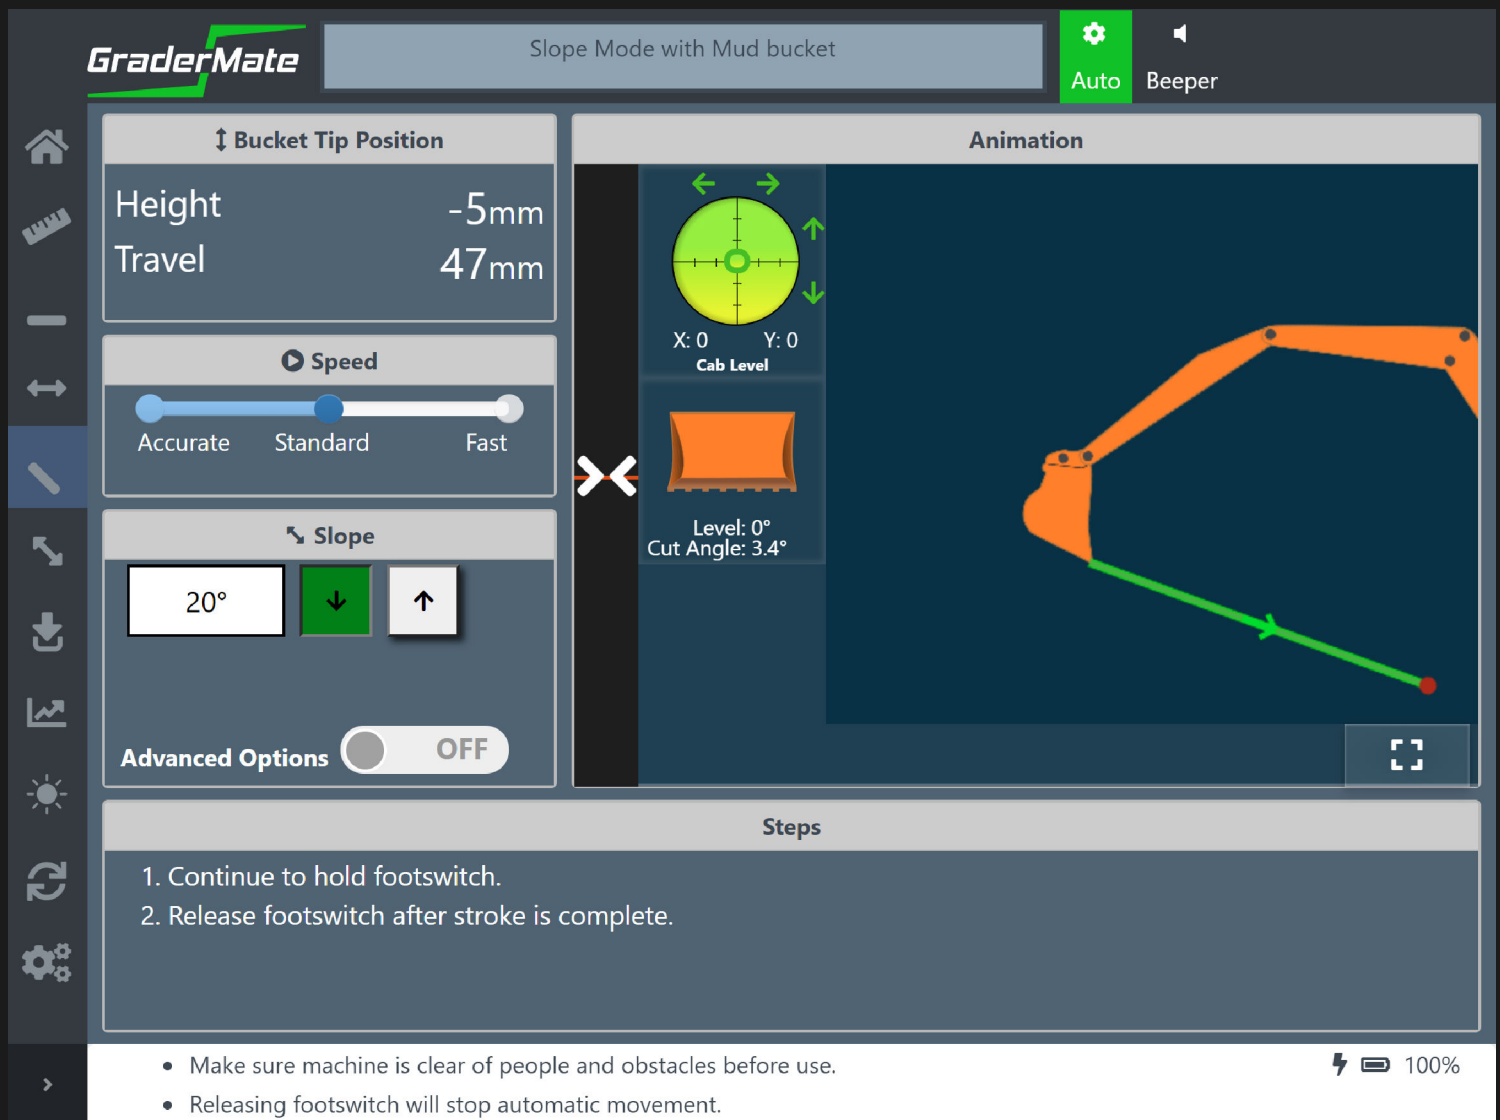 GraderMate
Slope Mode with Mud bucket
Auto
Beeper
Bucket Tip Position
Height -5mm
Travel 47mm
Speed
Accurate Standard Fast
Slope
20°
Advanced Options OFF
Animation
X: 0 Y: 0
Cab Level
Level: 0°
Cut Angle: 3.4°
Steps
1. Continue to hold footswitch.
2. Release footswitch after stroke is complete.
• Make sure machine is clear of people and obstacles before use.
• Releasing footswitch will stop automatic movement.
100%